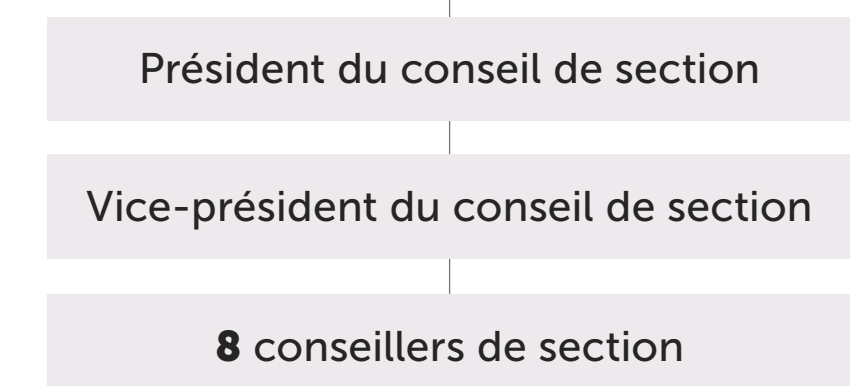 Président du conseil de section
Vice-président du conseil de section
8 conseillers de section